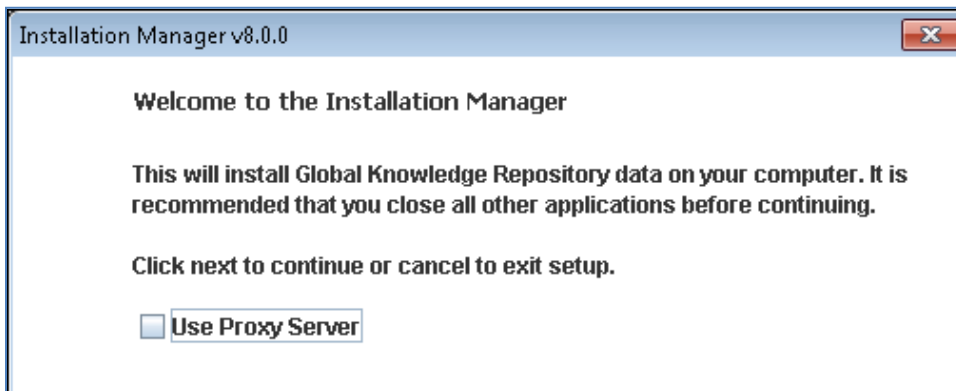 Installation Manager v8.0.0
Welcome to the Installation Manager
This will install Global Knowledge Repository data on your computer. It is
recommended that you close all other applications before continuing.
Click next to continue or cancel to exit setup.
Use Proxy Server